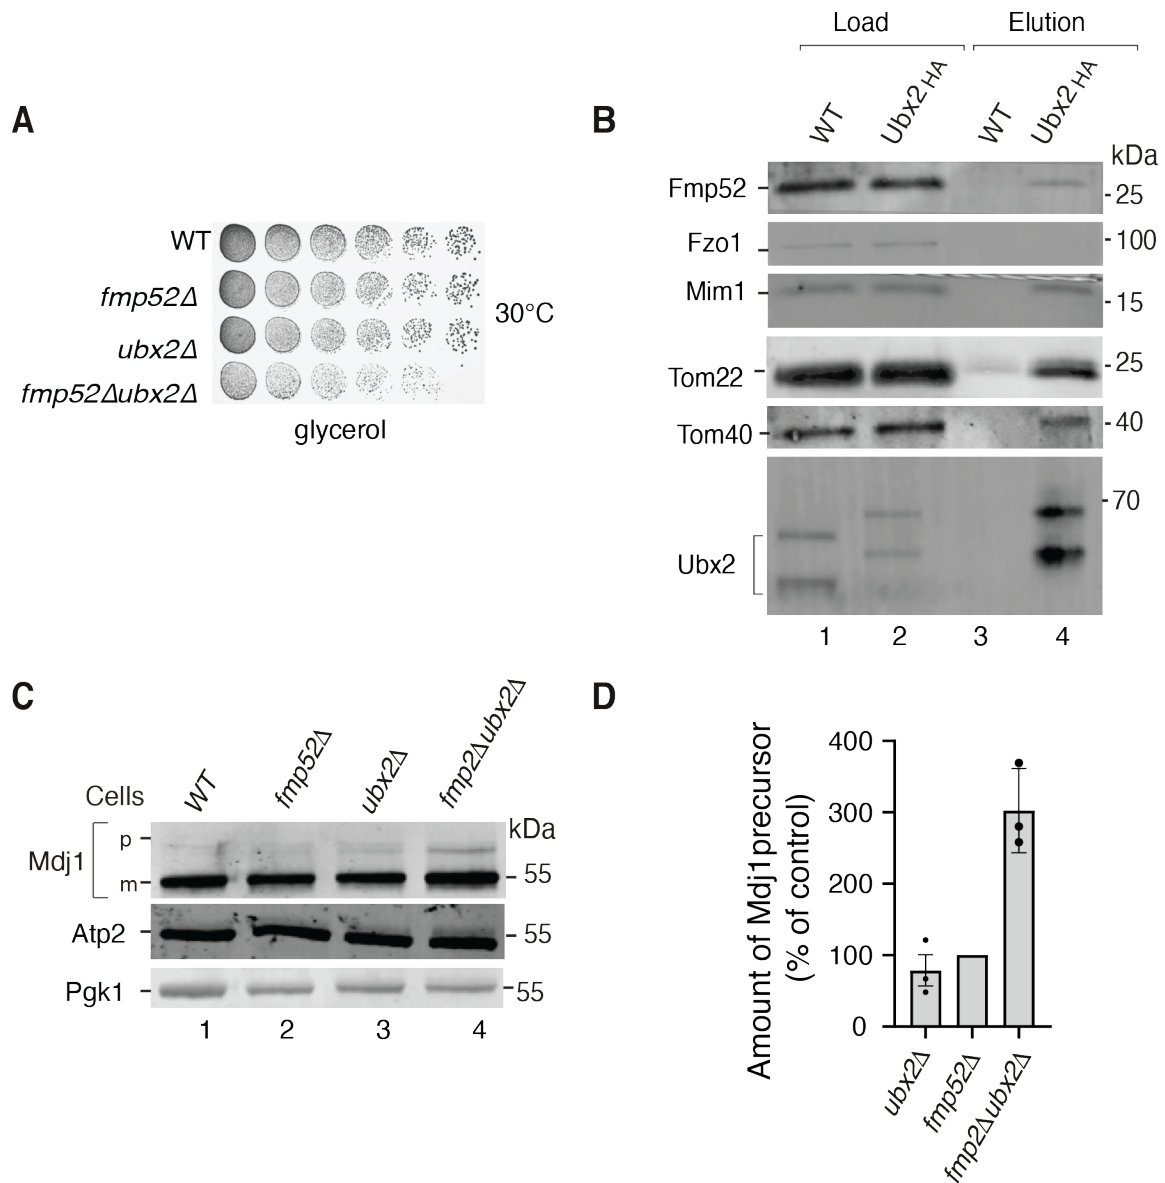 A
WT
fmp52Δ
ubx2Δ
fmp52Δubx2Δ
30°C
glycerol
B
Load Elution
WT Ubx2HA WT Ubx2HA
kDa
Fmp52 25
Fzo1 100
Mim1 15
Tom22 25
Tom40 40
Ubx2 70
1 2 3 4
C
Cells WT fmp52Δ ubx2Δ fmp2Δubx2Δ
kDa
Mdj1 p
m 55
Atp2 55
Pgk1 55
1 2 3 4
D
Amount of Mdj1precursor
(% of control)
400
300
200
100
0
ubx2Δ fmp52Δ fmp2Δubx2Δ